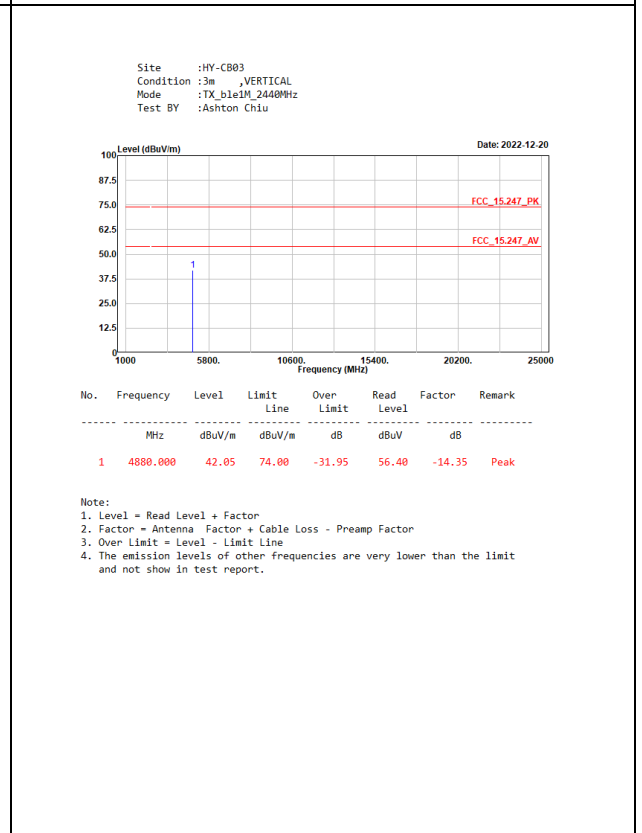 Site      :HY-CB03
Condition :3m    ,VERTICAL
Mode      :TX_ble1M_2440MHz
Test BY   :Ashton Chiu
Level (dBuV/m)
Date: 2022-12-20
100
87.5
75.0
FCC_15.247_PK
62.5
FCC_15.247_AV
50.0
1
37.5
25.0
12.5
0
1000 5800. 10600. 15400. 20200. 25000
Frequency (MHz)
No. Frequency Level Limit Over Read Factor Remark
Line Limit Level
------ ----------- -------- --------- --------- --------- -------- ---------
MHz dBuV/m dBuV/m dB dBuV dB
1 4880.000 42.05 74.00 -31.95 56.40 -14.35 Peak
Note:
1. Level = Read Level + Factor
2. Factor = Antenna  Factor + Cable Loss - Preamp Factor
3. Over Limit = Level - Limit Line
4. The emission levels of other frequencies are very lower than the limit
and not show in test report.